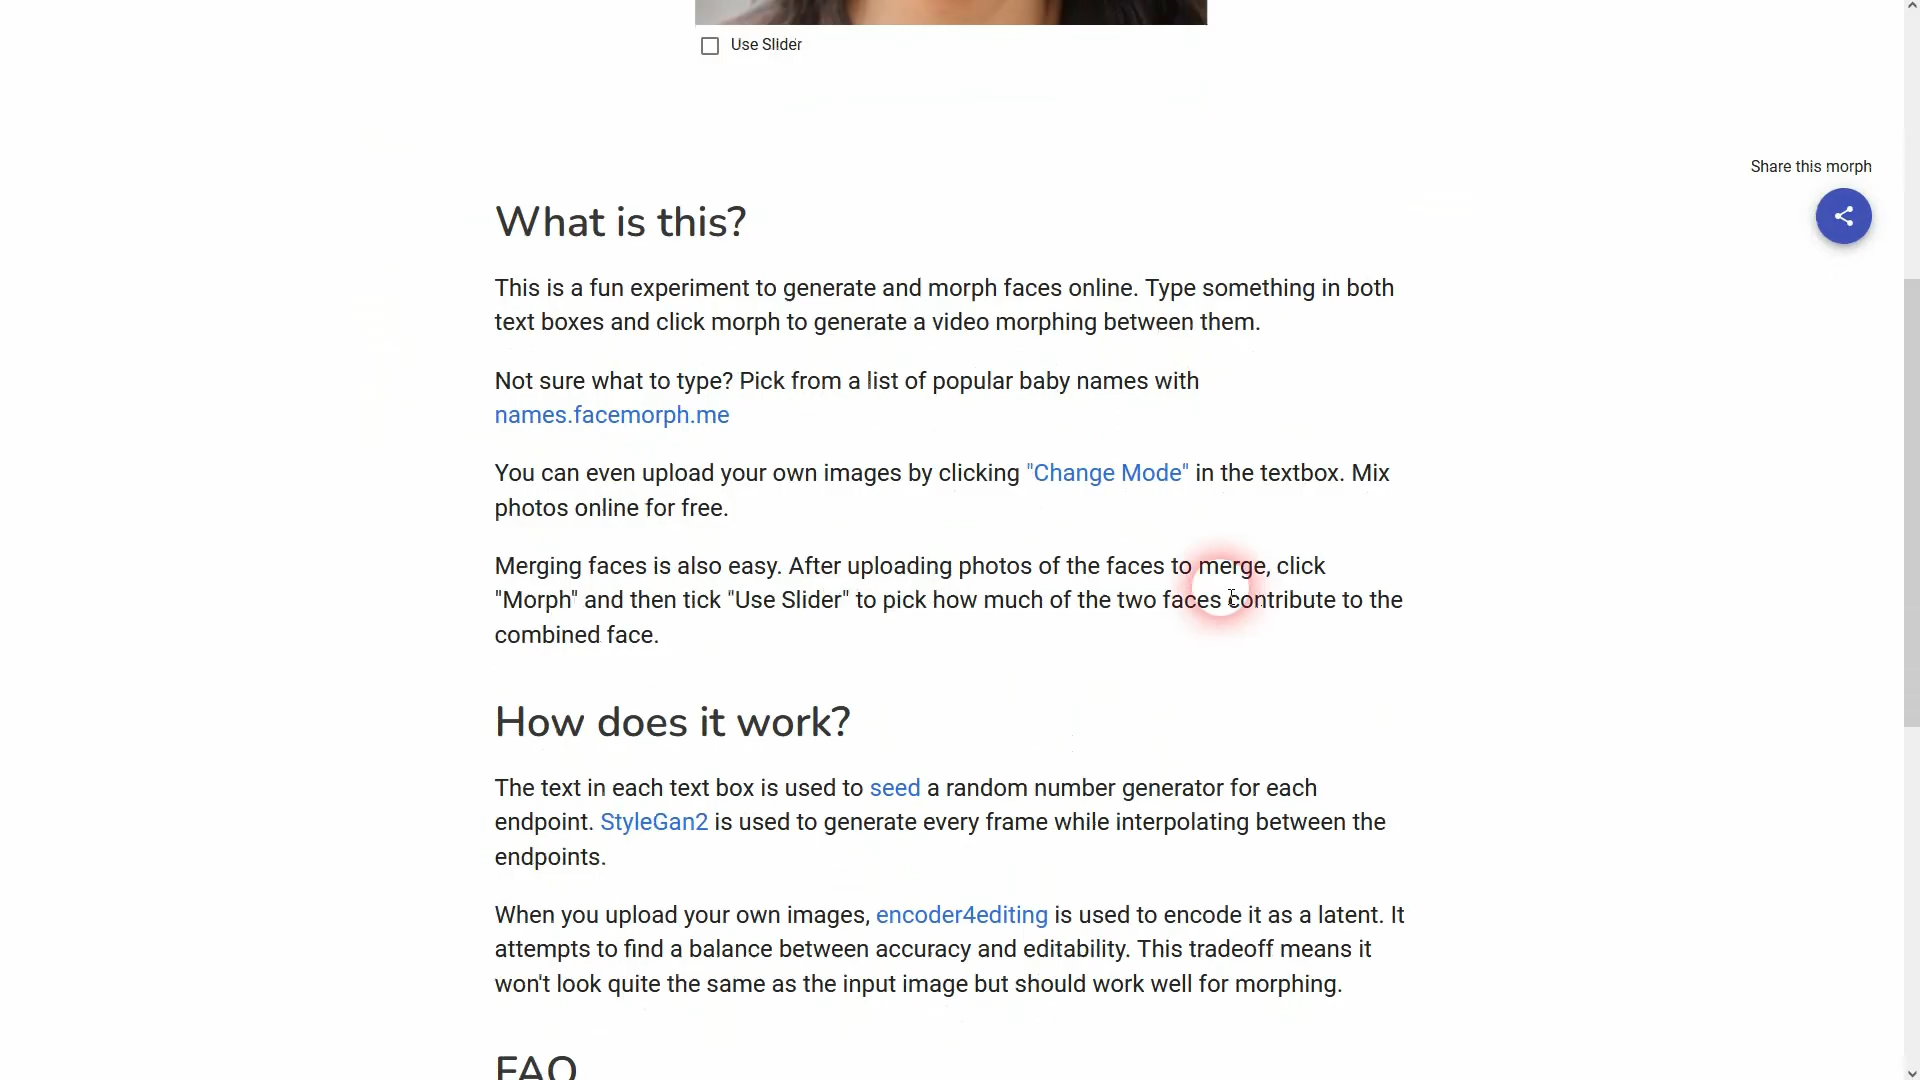 Use Slider
Share this morph
What is this?
This is a fun experiment to generate and morph faces online. Type something in both
text boxes and click morph to generate a video morphing between them.
Not sure what to type? Pick from a list of popular baby names with
names.facemorph.me
You can even upload your own images by clicking "Change Mode" in the textbox. Mix
photos online for free.
Merging faces is also easy. After uploading photos of the faces to merge, click
"Morph" and then tick "Use Slider" to pick how much of the two faces contribute to the
combined face.
How does it work?
The text in each text box is used to seed a random number generator for each
endpoint. StyleGan2 is used to generate every frame while interpolating between the
endpoints.
When you upload your own images, encoder4editing is used to encode it as a latent. It
attempts to find a balance between accuracy and editability. This tradeoff means it
won't look quite the same as the input image but should work well for morphing.
FAQ